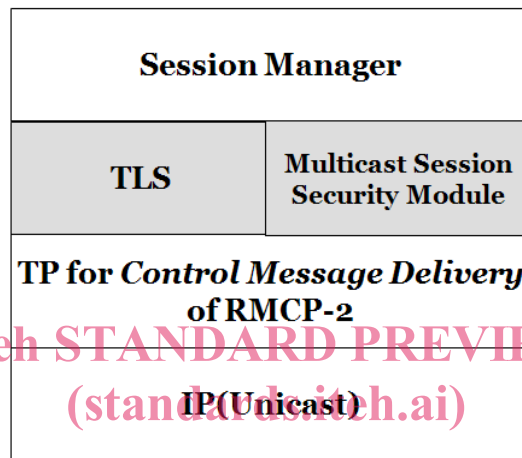 Session Manager
TLS
Multicast Session
Security Module
TP for Control Message Delivery
of RMCP-2
eh STANDARD PREVIE
IP(Unicast)
(standards.iteh.ai)